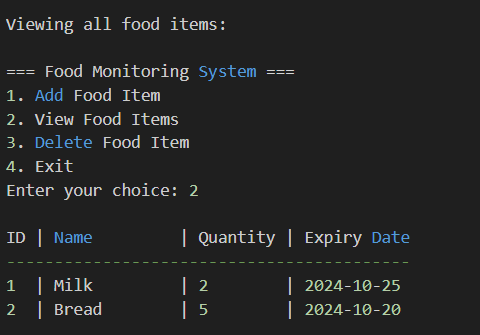 Viewing all food items:
=== Food Monitoring System ===
1. Add Food Item
2. View Food Items
3. Delete Food Item
4. Exit
Enter your choice: 2
ID | Name         | Quantity | Expiry Date
------------------------------------------
1  | Milk         | 2        | 2024-10-25
2  | Bread        | 5        | 2024-10-20